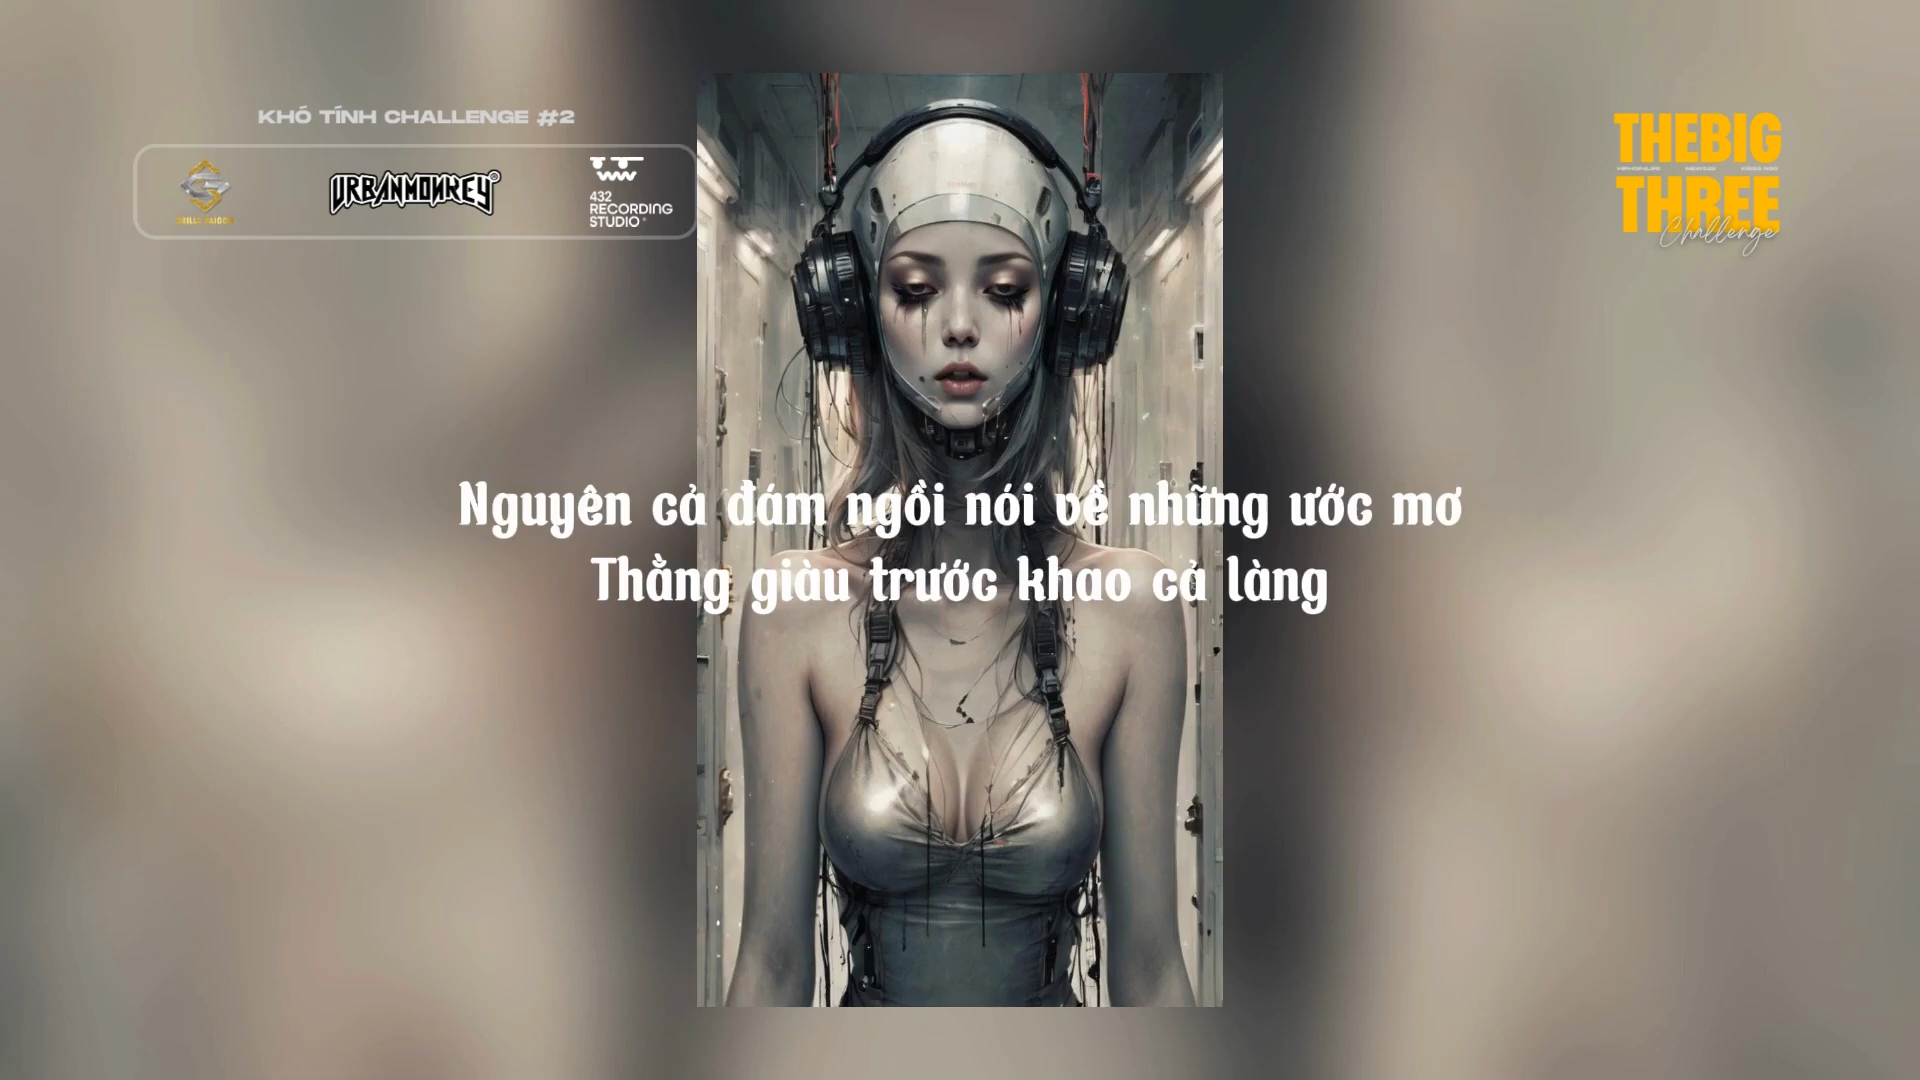 KHÓ TÍNH CHALLENGE #2
URBANMONKEY®
432
RECORDING
STUDIO
THEBIG
THREE
Challenge
Nguyên cả đám ngồi nói về những ước mơ
Thằng giàu trước khao cả làng